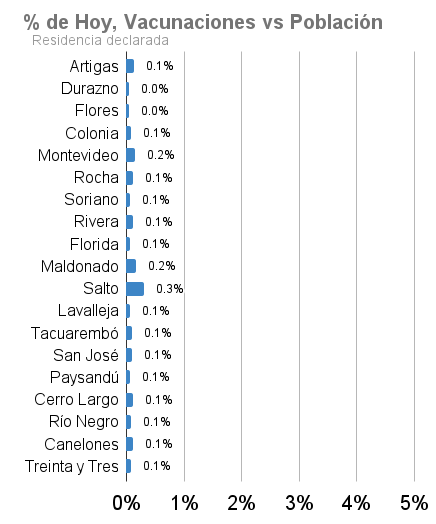 % de Hoy, Vacunaciones vs Población
Residencia declarada
Artigas 0.1%
Durazno 0.0%
Flores 0.0%
Colonia 0.1%
Montevideo 0.2%
Rocha 0.1%
Soriano 0.1%
Rivera 0.1%
Florida 0.1%
Maldonado 0.2%
Salto 0.3%
Lavalleja 0.1%
Tacuarembó 0.1%
San José 0.1%
Paysandú 0.1%
Cerro Largo 0.1%
Río Negro 0.1%
Canelones 0.1%
Treinta y Tres 0.1%
0% 1% 2% 3% 4% 5%